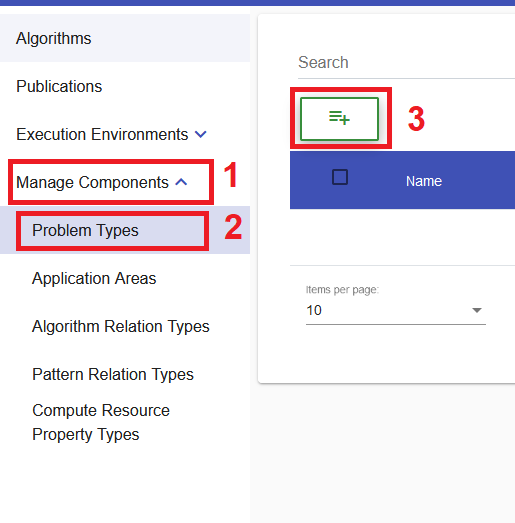 Algorithms
Publications
Execution Environments
Manage Components 1
Problem Types 2
Application Areas
Algorithm Relation Types
Pattern Relation Types
Compute Resource
Property Types
Search
3
Name
Items per page:
10